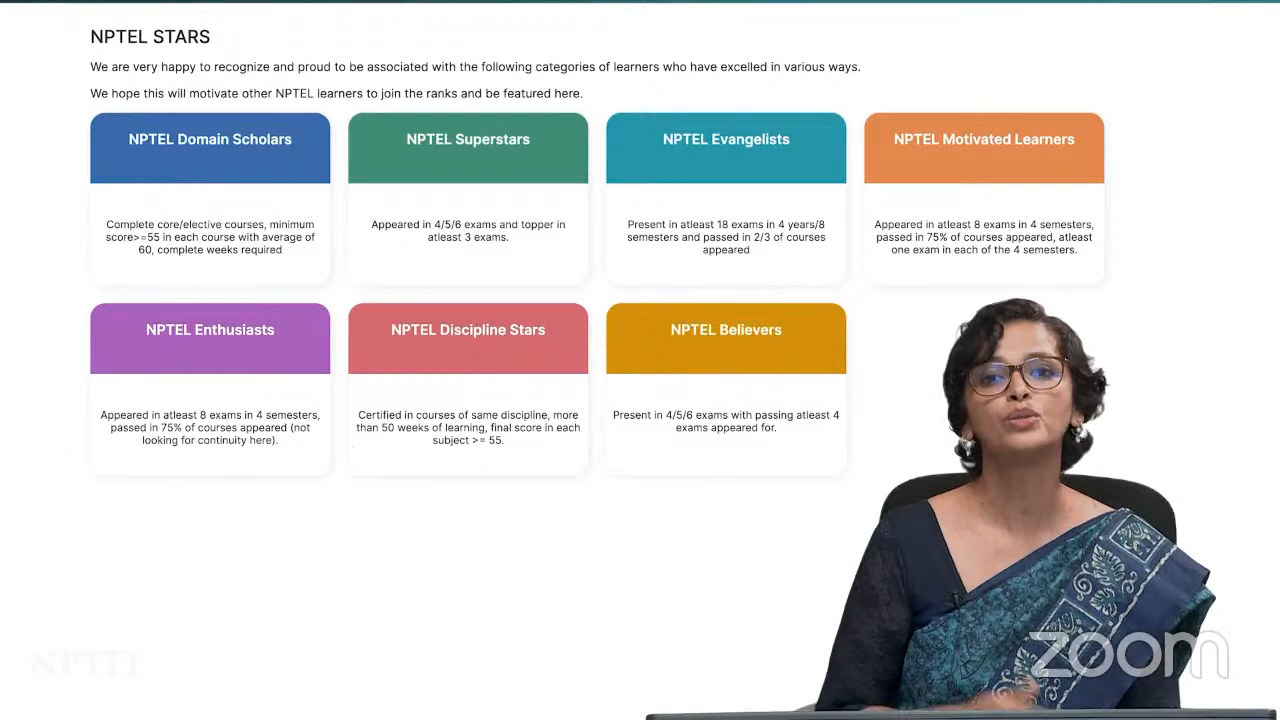 NPTEL STARS
We are very happy to recognize and proud to be associated with the following categories of learners who have excelled in various ways.
We hope this will motivate other NPTEL learners to join the ranks and be featured here.
NPTEL Domain Scholars
Complete core/elective courses, minimum
score>=55 in each course with average of
60, complete weeks required
NPTEL Superstars
Appeared in 4/5/6 exams and topper in
atleast 3 exams.
NPTEL Evangelists
Present in atleast 18 exams in 4 years/8
semesters and passed in 2/3 of courses
appeared
NPTEL Motivated Learners
Appeared in atleast 8 exams in 4 semesters,
passed in 75% of courses appeared, atleast
one exam in each of the 4 semesters.
NPTEL Enthusiasts
Appeared in atleast 8 exams in 4 semesters,
passed in 75% of courses appeared (not
looking for continuity here).
NPTEL Discipline Stars
Certified in courses of same discipline, more
than 50 weeks of learning, final score in each
subject >= 55.
NPTEL Believers
Present in 4/5/6 exams with passing atleast 4
exams appeared for.
NPTEL
zoom